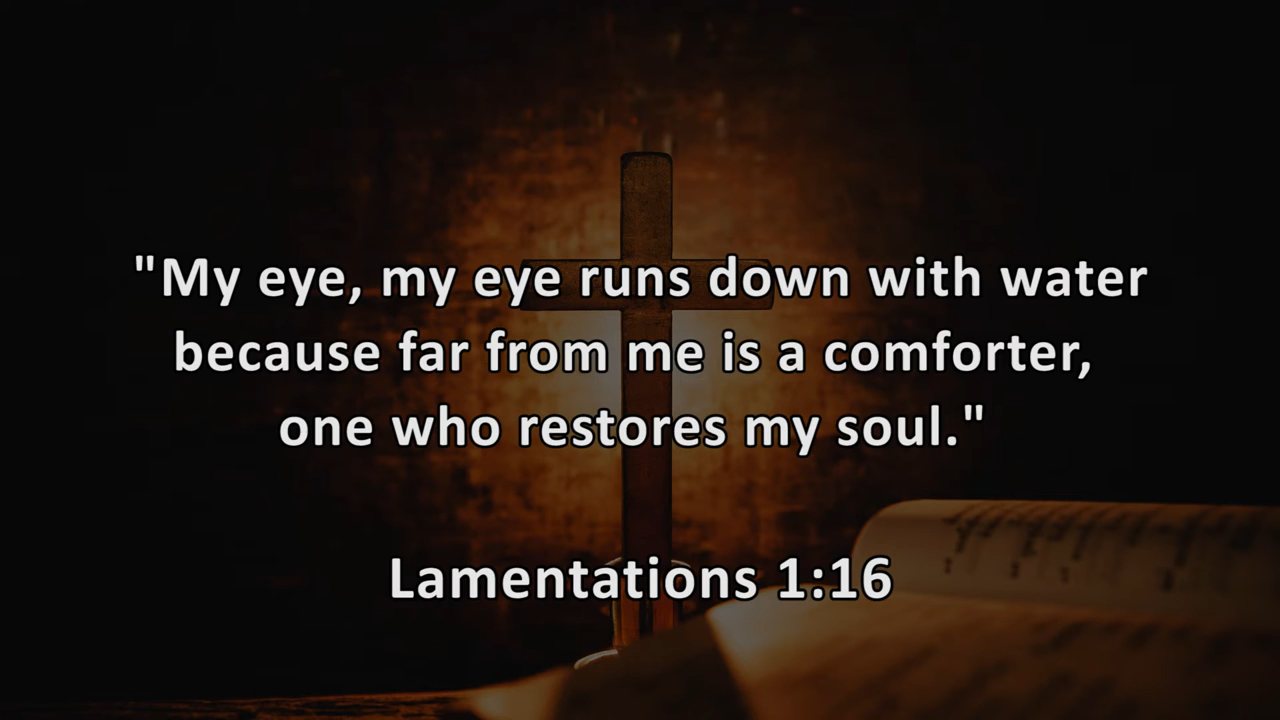 "My eye, my eye runs down with water
because far from me is a comforter,
one who restores my soul."
Lamentations 1:16